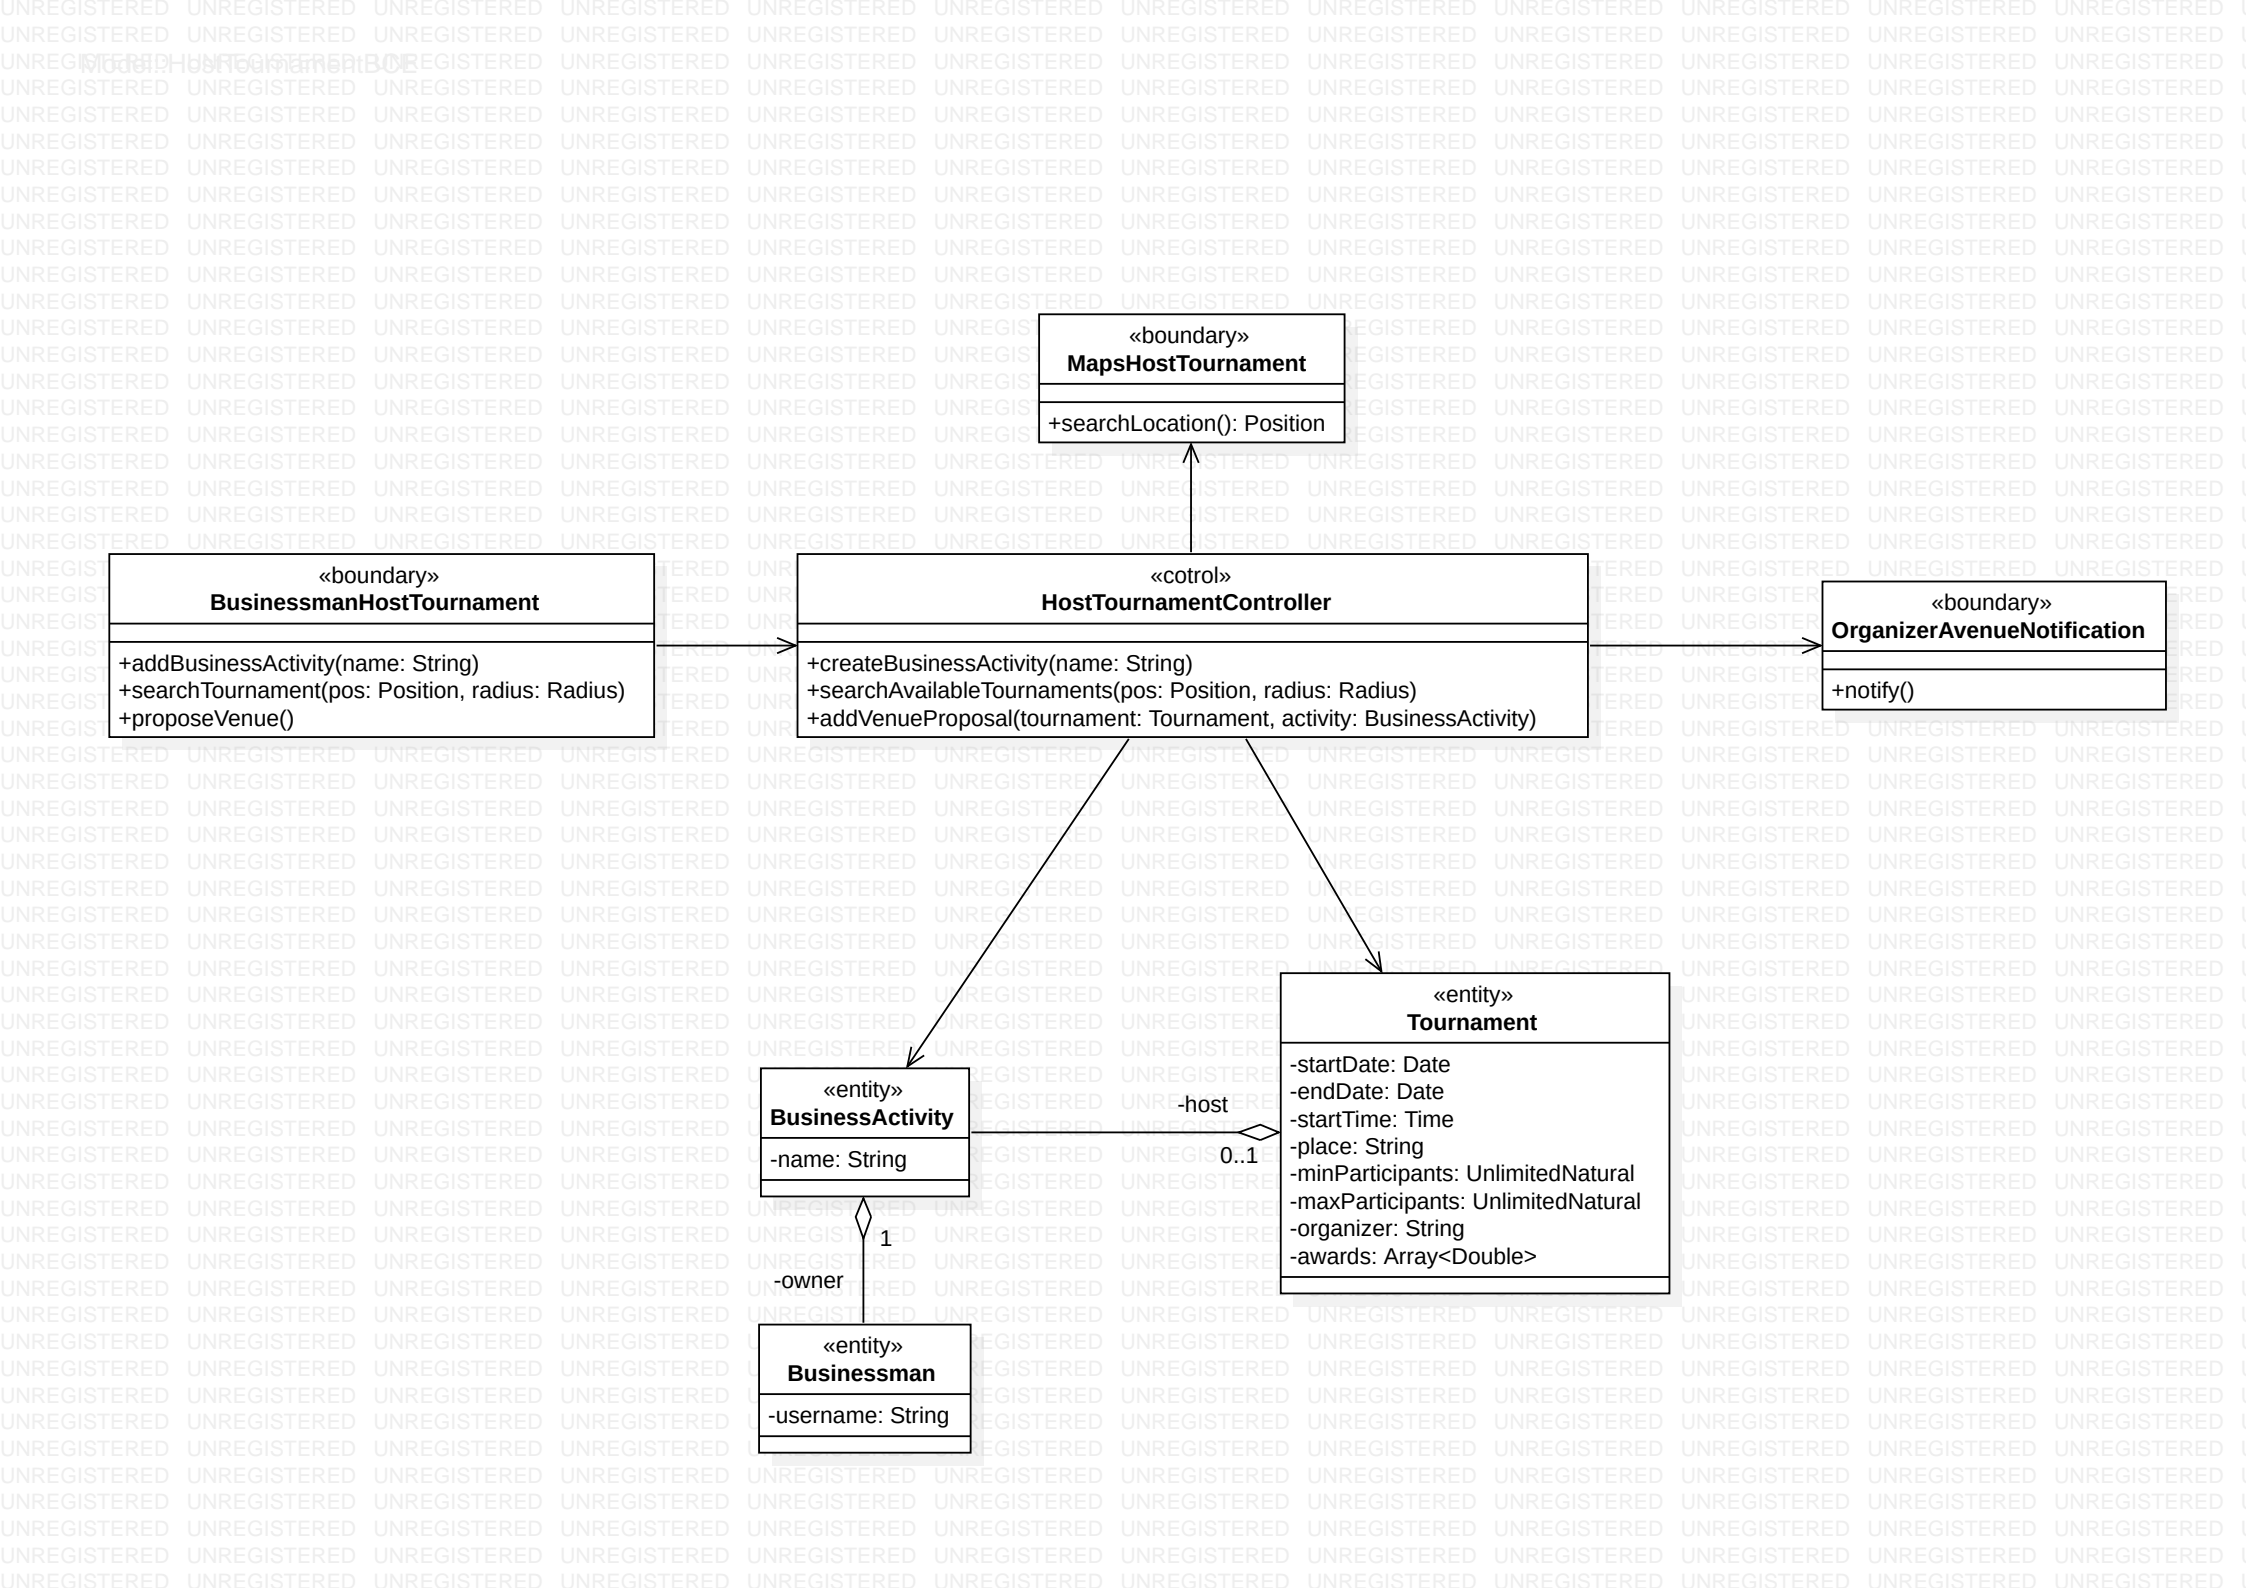 Model::HostTournamentBCE
«boundary»
MapsHostTournament
+searchLocation(): Position
«boundary»
BusinessmanHostTournament
+addBusinessActivity(name: String)
+searchTournament(pos: Position, radius: Radius)
+proposeVenue()
«cotrol»
HostTournamentController
+createBusinessActivity(name: String)
+searchAvailableTournaments(pos: Position, radius: Radius)
+addVenueProposal(tournament: Tournament, activity: BusinessActivity)
«boundary»
OrganizerAvenueNotification
+notify()
«entity»
Tournament
-startDate: Date
-endDate: Date
-startTime: Time
-place: String
-minParticipants: UnlimitedNatural
-maxParticipants: UnlimitedNatural
-organizer: String
-awards: Array<Double>
«entity»
BusinessActivity
-name: String
-host
0..1
1
-owner
«entity»
Businessman
-username: String
UNREGISTERED